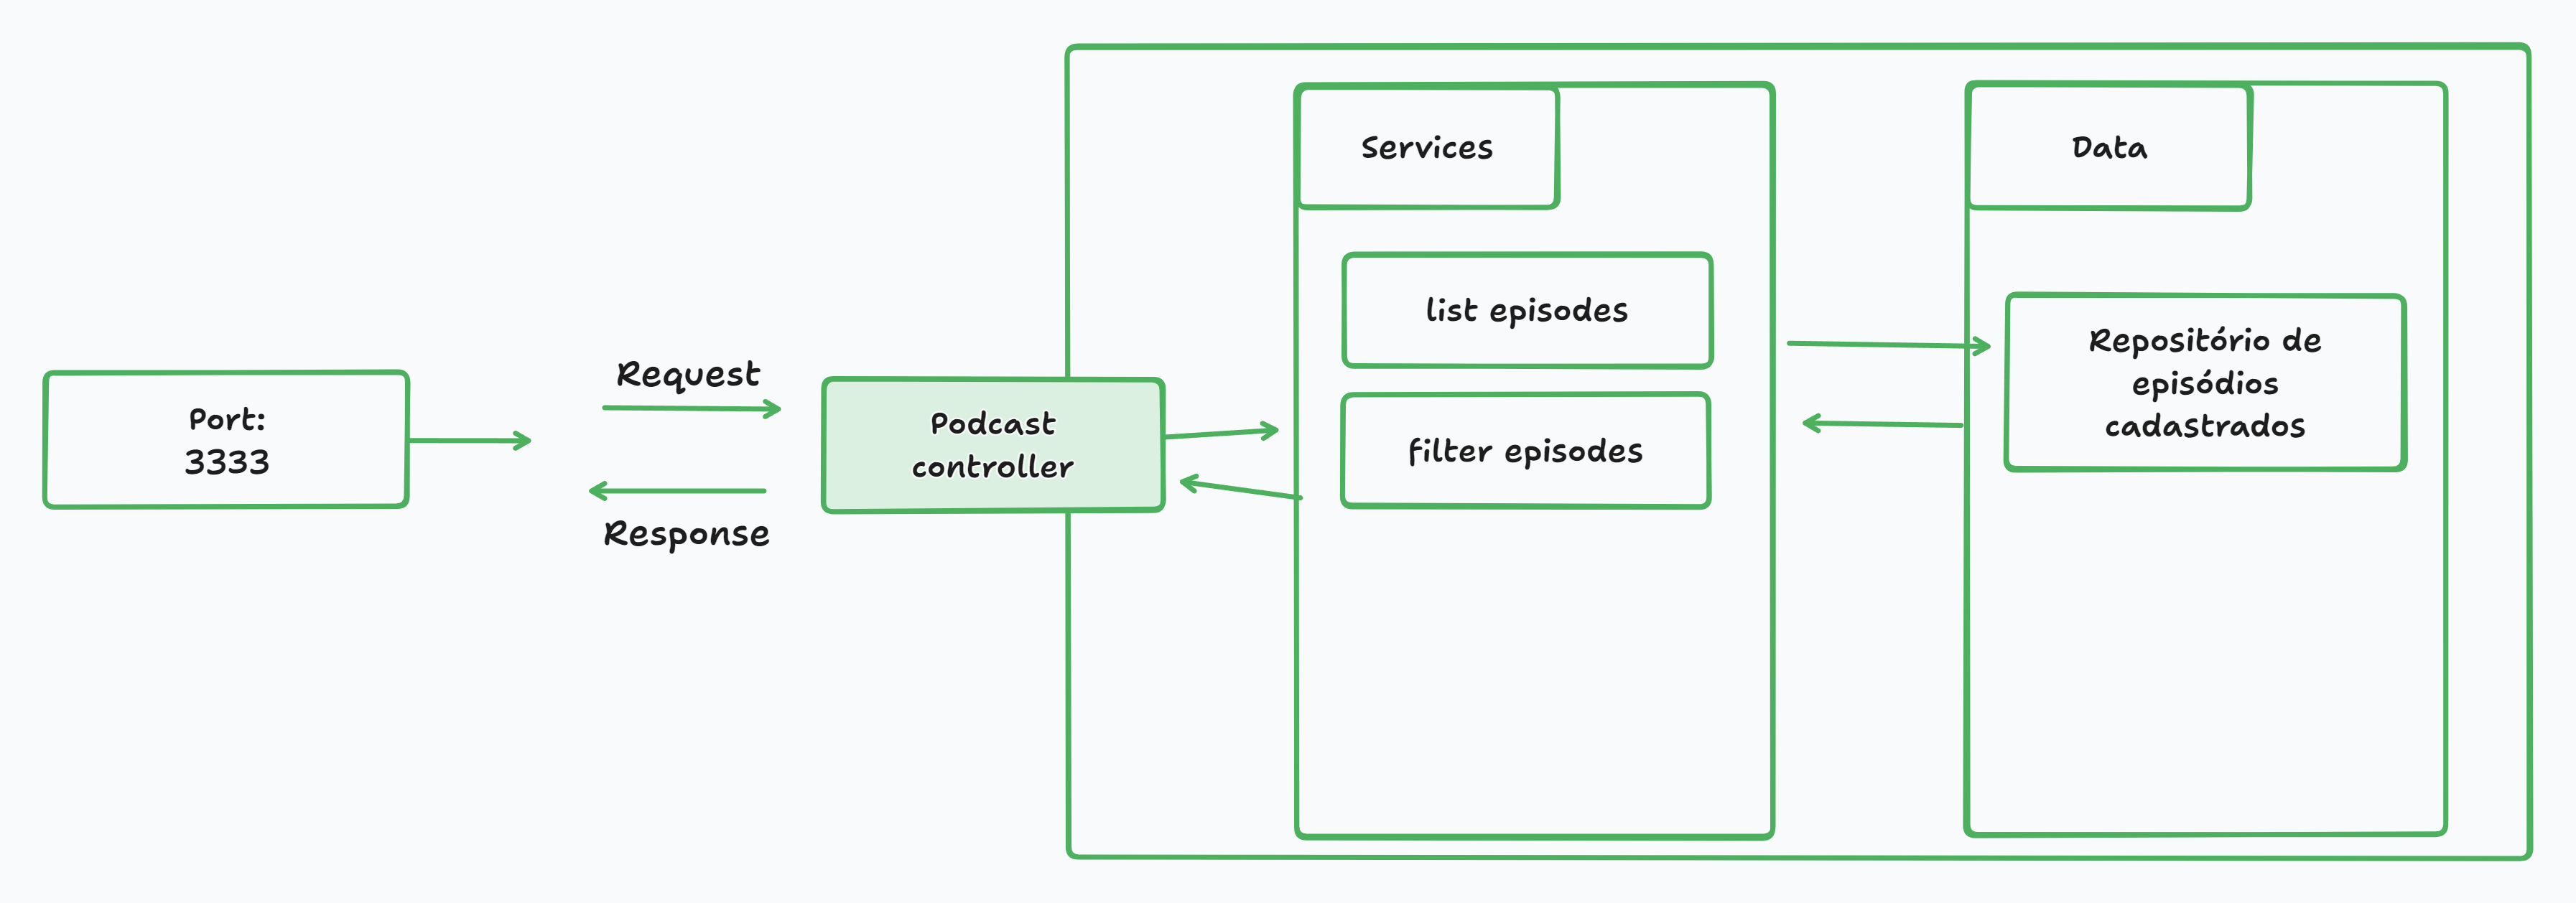 Port:
3333
Request
Response
Podcast
controller
Services
list episodes
filter episodes
Data
Repositório de
episódios
cadastrados